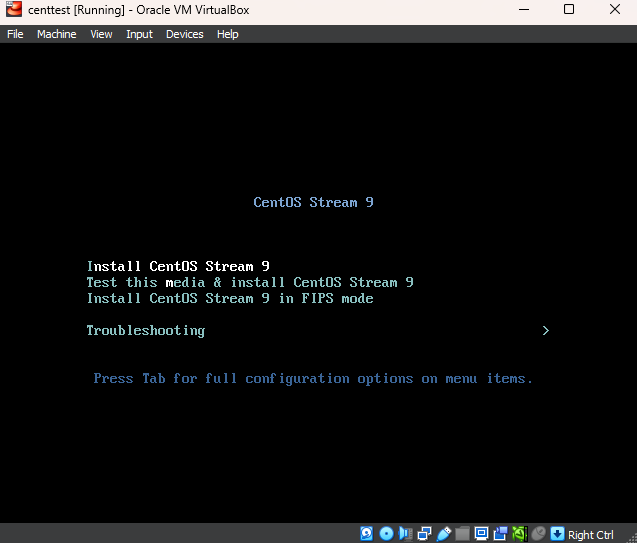 centtest [Running] - Oracle VM VirtualBox
File Machine View Input Devices Help
CentOS Stream 9
Install CentOS Stream 9
Test this media & install CentOS Stream 9
Install CentOS Stream 9 in FIPS mode
Troubleshooting >
Press Tab for full configuration options on menu items.
Right Ctrl